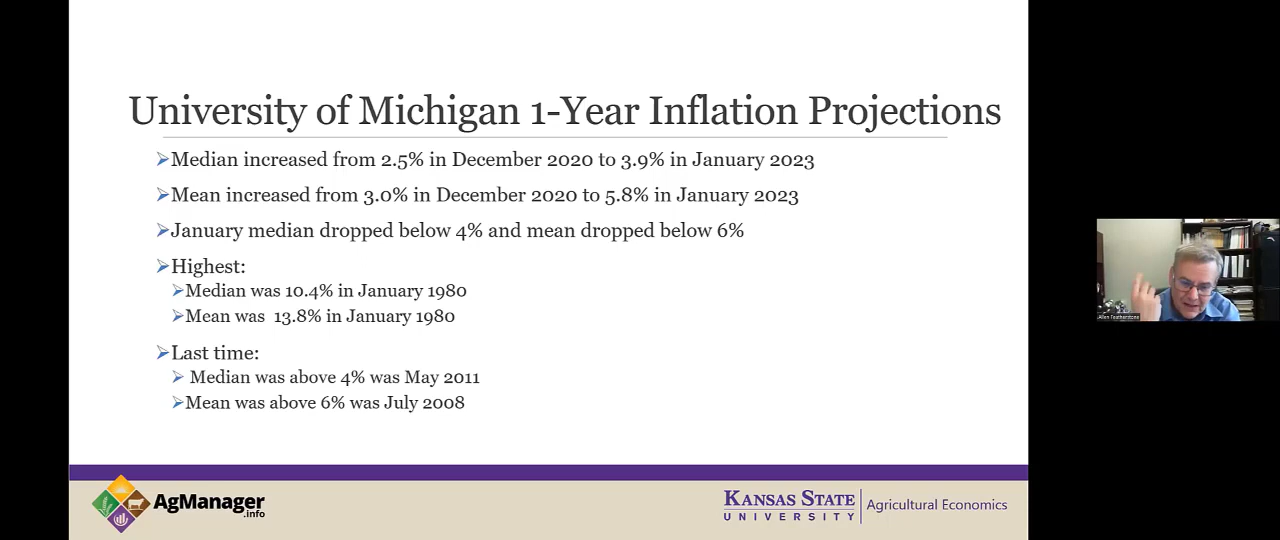 University of Michigan 1-Year Inflation Projections
Median increased from 2.5% in December 2020 to 3.9% in January 2023
Mean increased from 3.0% in December 2020 to 5.8% in January 2023
January median dropped below 4% and mean dropped below 6%
Highest:
Median was 10.4% in January 1980
Mean was 13.8% in January 1980
Last time:
Median was above 4% was May 2011
Mean was above 6% was July 2008
AgManager
.info
KANSAS STATE
UNIVERSITY
Agricultural Economics
Allen Featherstone